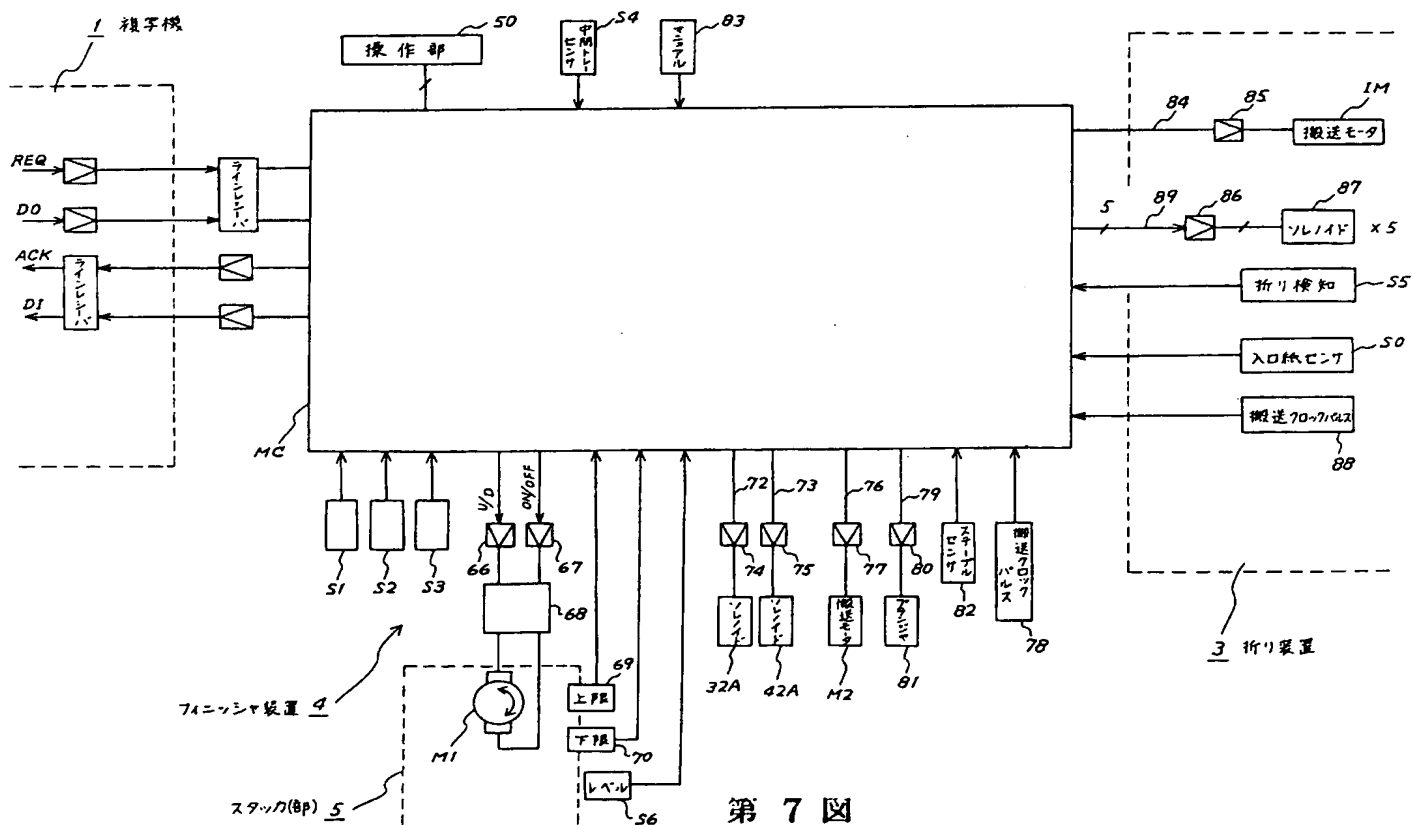 1 複写機
50
操作部
S4
中間トレーセンサ
83
マニュアル
REQ
DO
ACK
DI
ラインレシーバ
ラインレシーバ
84
85
IM
搬送モータ
5
89
86
87
ソレノイド
×5
折り検知
S5
入口紙センサ
S0
搬送クロックパルス
88
MC
S1
S2
S3
U/D
ON/OFF
66
67
68
72
73
76
79
74
75
77
80
ソレノイド
ソレノイド
搬送モータ
プランジャ
ステープルセンサ
82
搬送クロックパルス
78
32A
42A
M2
81
3 折り装置
フィニッシャ装置 4
M1
69
上限
下限
70
レベル
S6
スタッカ(部) 5
第 7 図